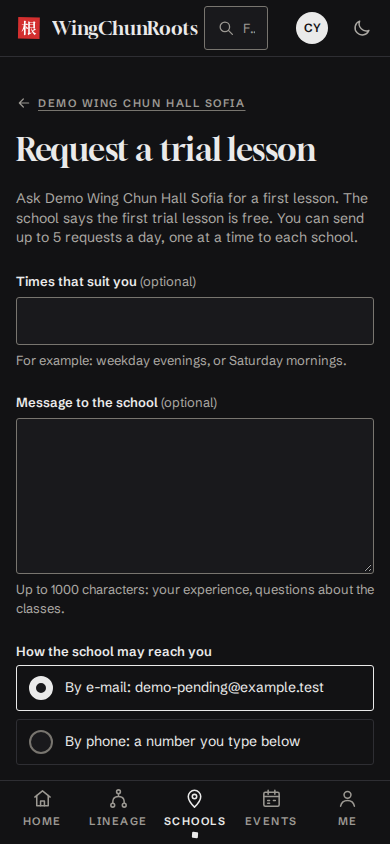 根 WingChunRoots F.. CY
← DEMO WING CHUN HALL SOFIA
Request a trial lesson
Ask Demo Wing Chun Hall Sofia for a first lesson. The
school says the first trial lesson is free. You can send
up to 5 requests a day, one at a time to each school.
Times that suit you (optional)
For example: weekday evenings, or Saturday mornings.
Message to the school (optional)
Up to 1000 characters: your experience, questions about the
classes.
How the school may reach you
By e-mail: demo-pending@example.test
By phone: a number you type below
HOME LINEAGE SCHOOLS EVENTS ME